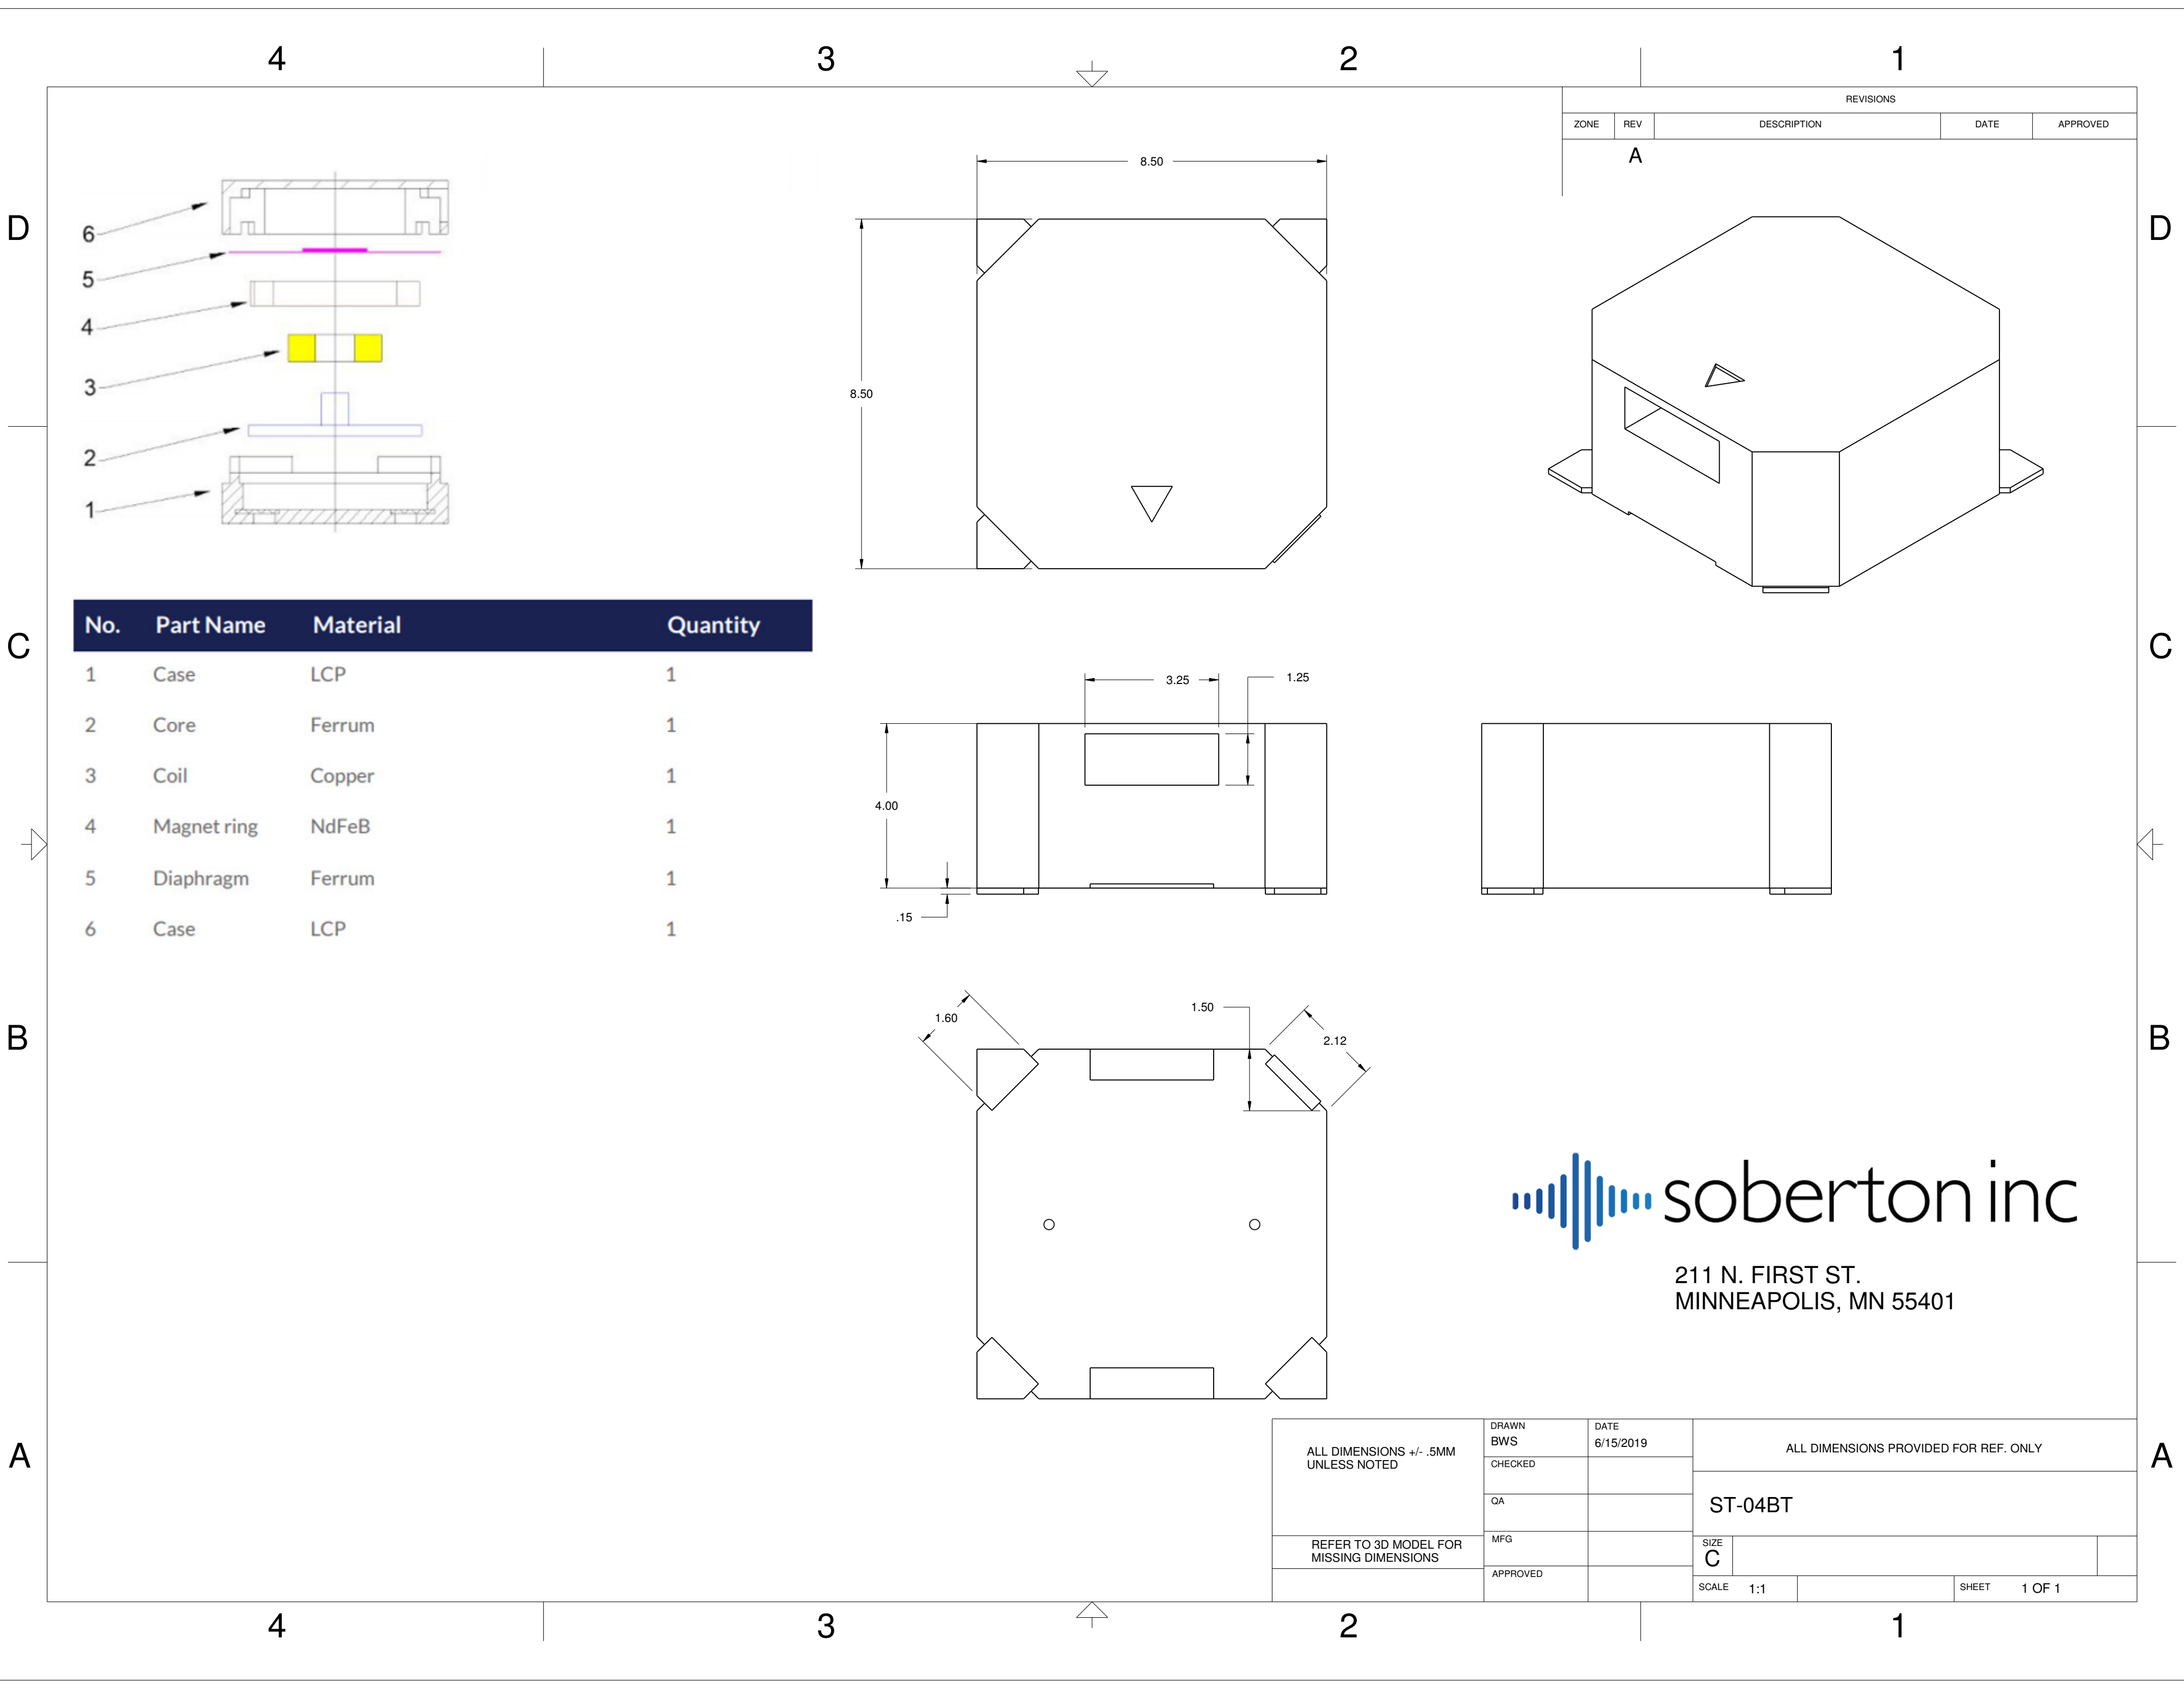 4 3 2 1
REVISIONS
ZONE REV DESCRIPTION DATE APPROVED
A
D D
6
5
4
3
2
1
8.50
8.50
No. Part Name Material Quantity
1 Case LCP 1
2 Core Ferrum 1
3 Coil Copper 1
4 Magnet ring NdFeB 1
5 Diaphragm Ferrum 1
6 Case LCP 1
C C
3.25 1.25
4.00
.15
B B
1.60
1.50
2.12
soberton inc
211 N. FIRST ST.
MINNEAPOLIS, MN 55401
A A
ALL DIMENSIONS +/- .5MM
UNLESS NOTED
REFER TO 3D MODEL FOR
MISSING DIMENSIONS
DRAWN DATE
BWS 6/15/2019
CHECKED
QA
MFG
APPROVED
ALL DIMENSIONS PROVIDED FOR REF. ONLY
ST-04BT
SIZE
C
SCALE 1:1 SHEET 1 OF 1
4 3 2 1